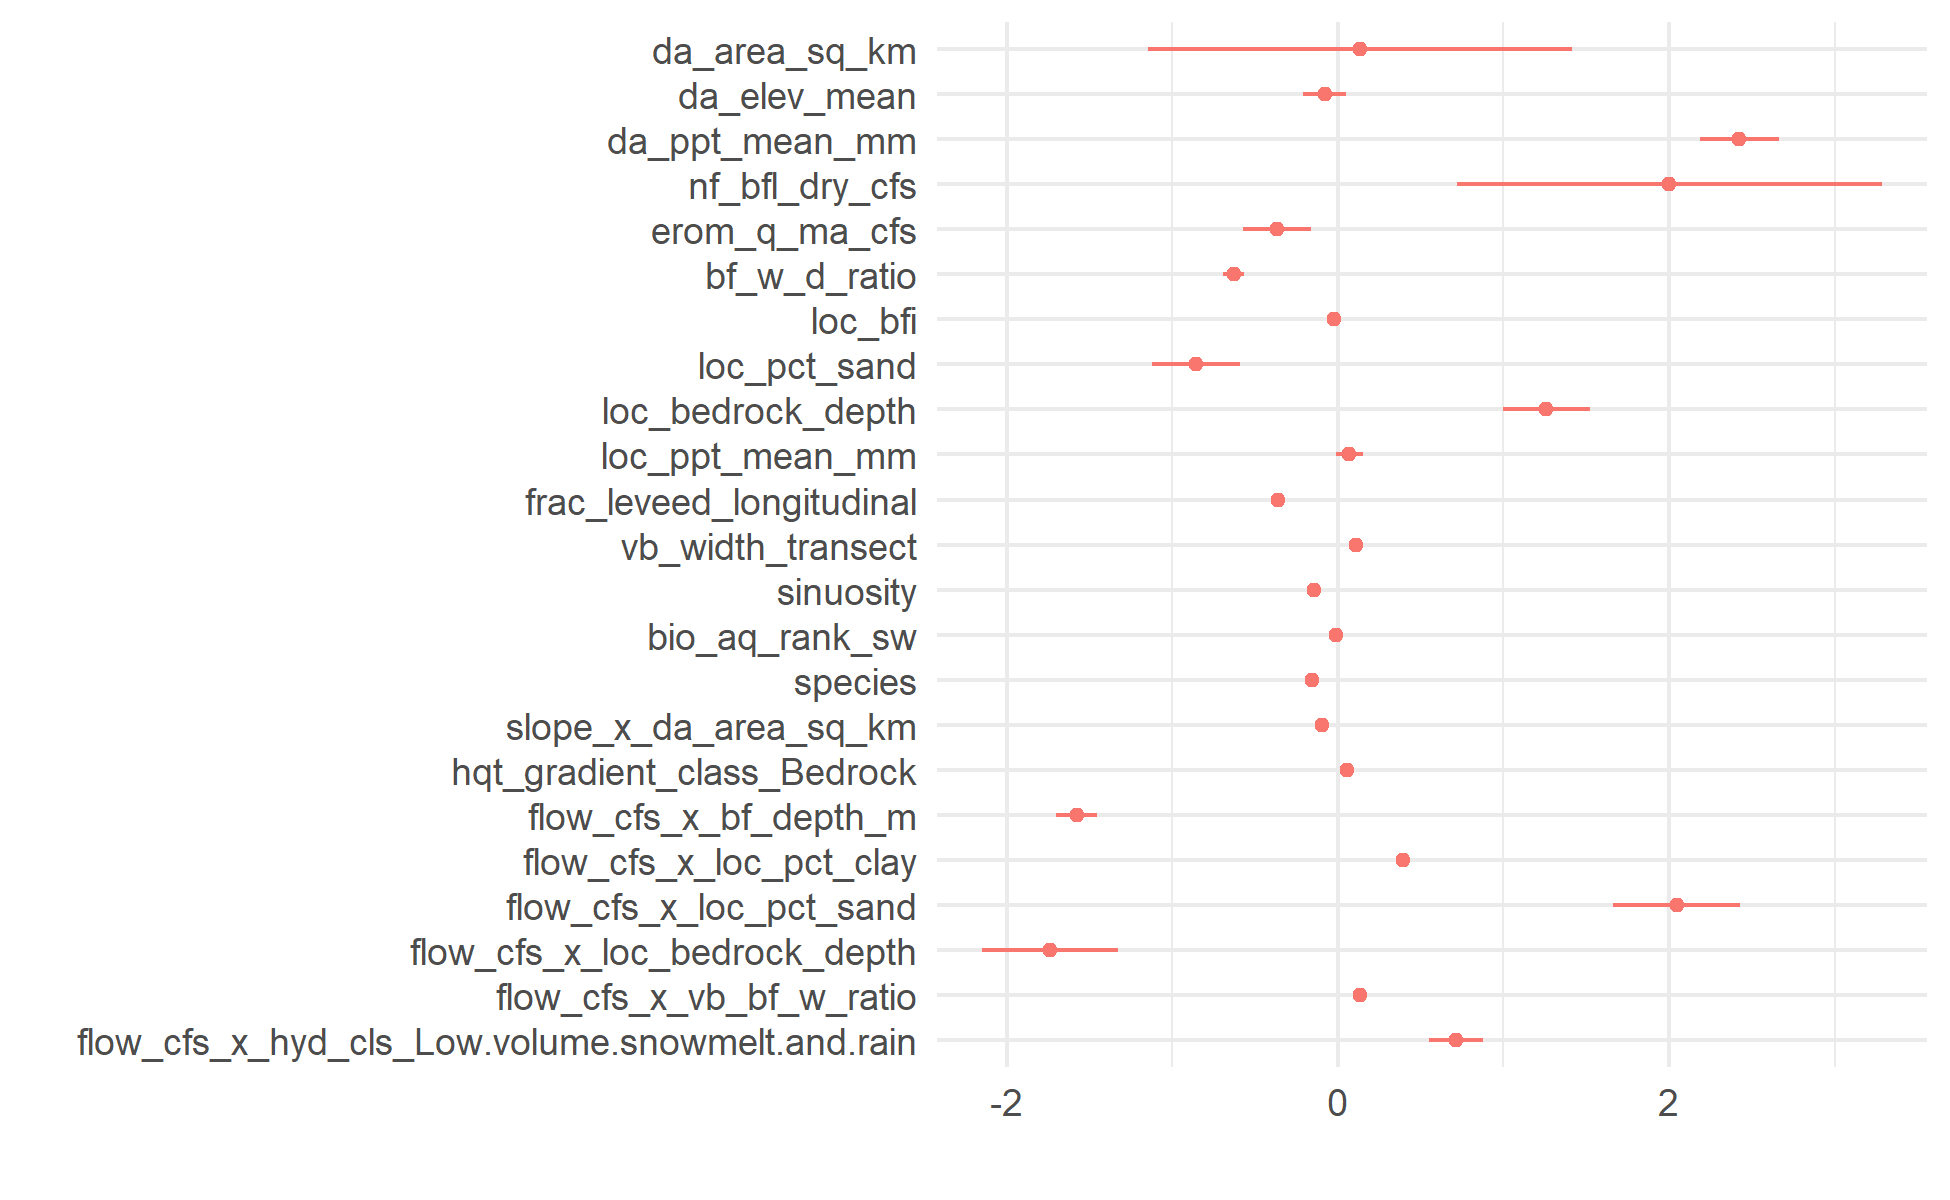 da_area_sq_km
da_elev_mean
da_ppt_mean_mm
nf_bfl_dry_cfs
erom_q_ma_cfs
bf_w_d_ratio
loc_bfi
loc_pct_sand
loc_bedrock_depth
loc_ppt_mean_mm
frac_leveed_longitudinal
vb_width_transect
sinuosity
bio_aq_rank_sw
species
slope_x_da_area_sq_km
hqt_gradient_class_Bedrock
flow_cfs_x_bf_depth_m
flow_cfs_x_loc_pct_clay
flow_cfs_x_loc_pct_sand
flow_cfs_x_loc_bedrock_depth
flow_cfs_x_vb_bf_w_ratio
flow_cfs_x_hyd_cls_Low.volume.snowmelt.and.rain
-2 0 2